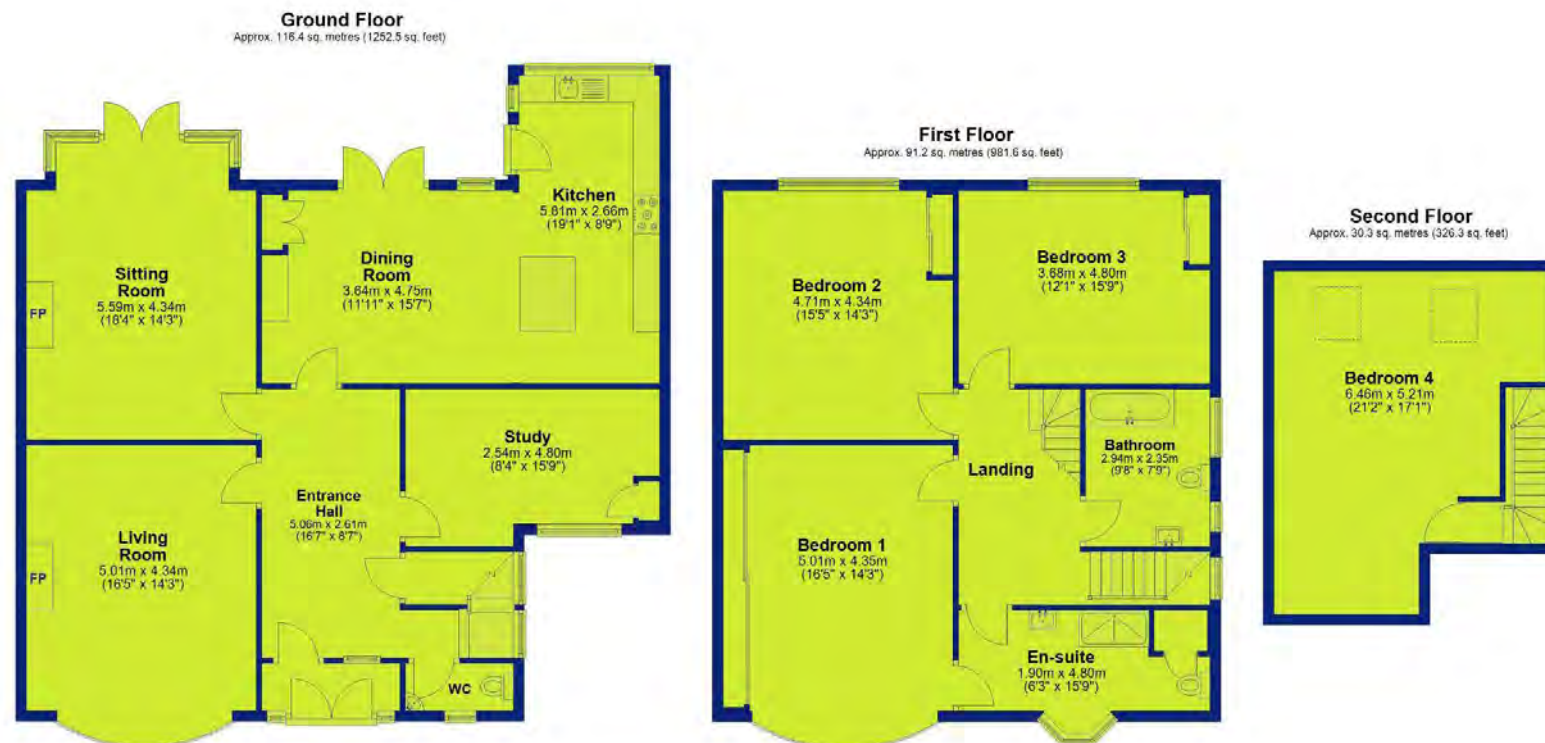 Ground Floor
Approx. 116.4 sq. metres (1252.5 sq. feet)
Kitchen
5.81m x 2.66m
(19'1" x 8'9")
Dining
Room
3.64m x 4.75m
(11'11" x 15'7")
Sitting
Room
5.59m x 4.34m
(18'4" x 14'3")
FP
Study
2.54m x 4.80m
(8'4" x 15'9")
Entrance
Hall
5.06m x 2.61m
(16'7" x 8'7")
Living
Room
5.01m x 4.34m
(16'5" x 14'3")
FP
WC
First Floor
Approx. 91.2 sq. metres (981.6 sq. feet)
Bedroom 2
4.71m x 4.34m
(15'5" x 14'3")
Bedroom 3
3.68m x 4.80m
(12'1" x 15'9")
Bathroom
2.94m x 2.35m
(9'8" x 7'9")
Landing
Bedroom 1
5.01m x 4.35m
(16'5" x 14'3")
En-suite
1.90m x 4.80m
(6'3" x 15'9")
Second Floor
Approx. 30.3 sq. metres (326.3 sq. feet)
Bedroom 4
6.46m x 5.21m
(21'2" x 17'1")